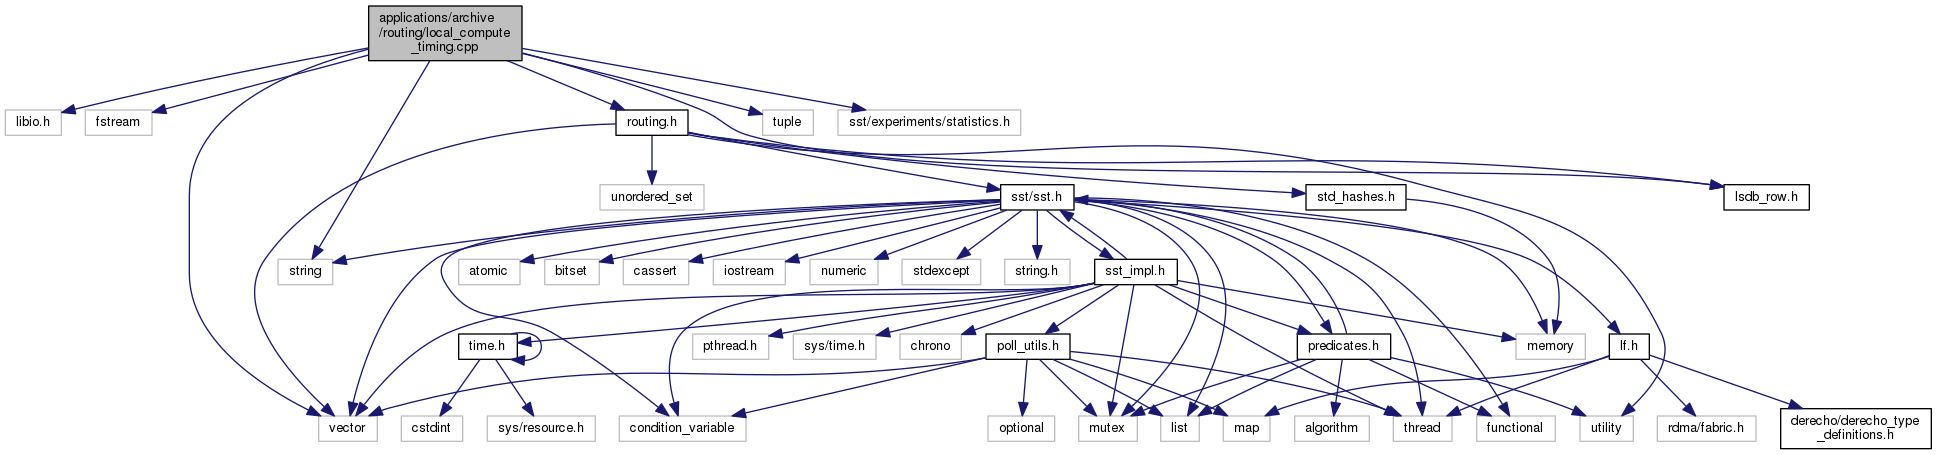 applications/archive
/routing/local_compute
_timing.cpp
libio.h
fstream
routing.h
tuple
sst/experiments/statistics.h
unordered_set
sst/sst.h
std_hashes.h
lsdb_row.h
string
atomic
bitset
cassert
iostream
numeric
stdexcept
string.h
sst_impl.h
time.h
pthread.h
sys/time.h
chrono
poll_utils.h
predicates.h
memory
lf.h
vector
cstdint
sys/resource.h
condition_variable
optional
mutex
list
map
algorithm
thread
functional
utility
rdma/fabric.h
derecho/derecho_type
_definitions.h